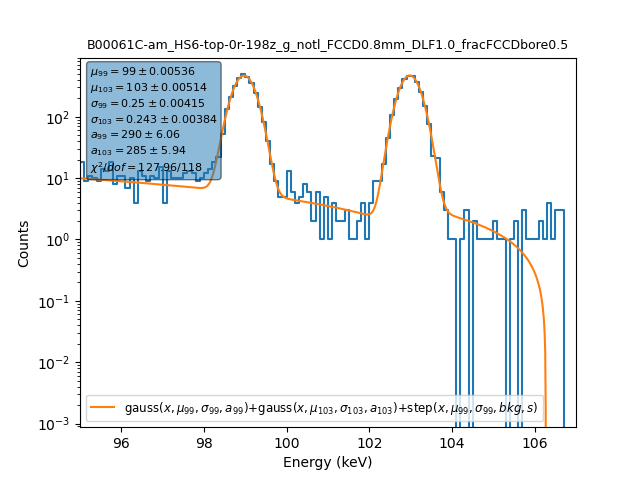 B00061C-am_HS6-top-0r-198z_g_notl_FCCD0.8mm_DLF1.0_fracFCCDbore0.5
μ₉₉ = 99 ± 0.00536
μ₁₀₃ = 103 ± 0.00514
σ₉₉ = 0.25 ± 0.00415
σ₁₀₃ = 0.243 ± 0.00384
a₉₉ = 290 ± 6.06
a₁₀₃ = 285 ± 5.94
χ²/dof = 127.96/118
10²
10¹
10⁰
10⁻¹
10⁻²
10⁻³
Counts
gauss(x, μ₉₉, σ₉₉, a₉₉)+gauss(x, μ₁₀₃, σ₁₀₃, a₁₀₃)+step(x, μ₉₉, σ₉₉, bkg, s)
96 98 100 102 104 106
Energy (keV)